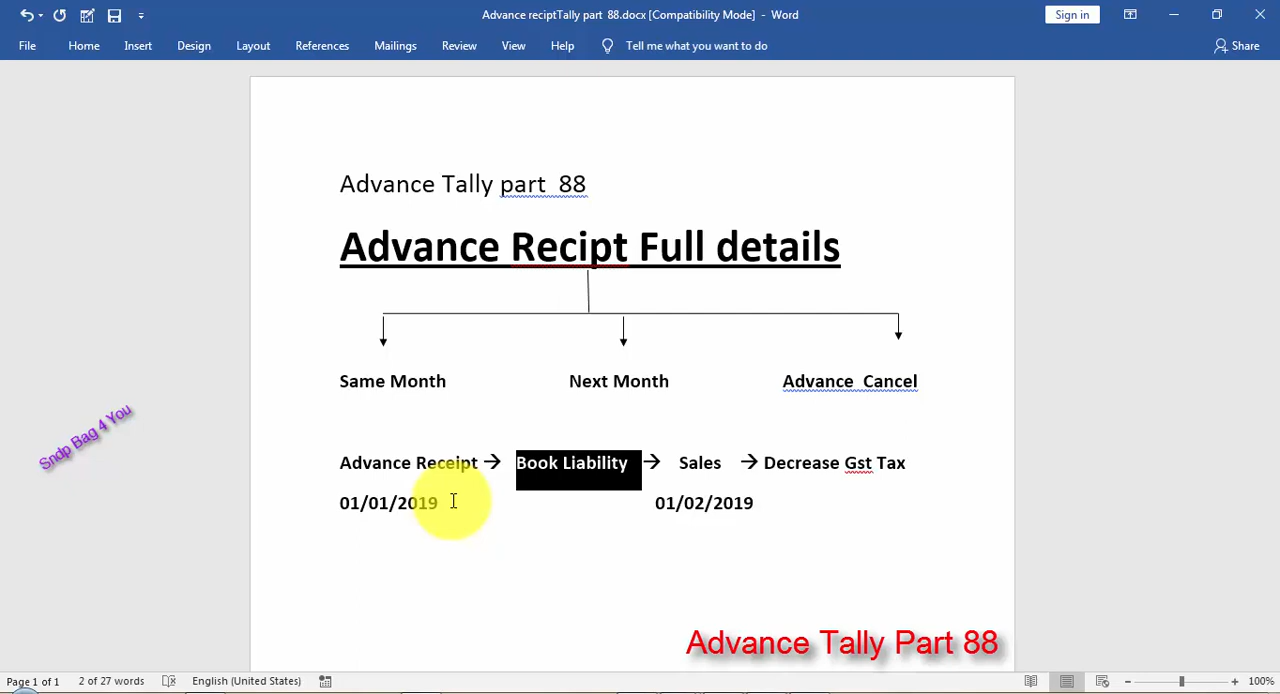 Advance reciptTally part 88.docx [Compatibility Mode] - Word
Sign in
File Home Insert Design Layout References Mailings Review View Help Tell me what you want to do Share
Advance Tally part 88
Advance Recipt Full details
Same Month Next Month Advance Cancel
Sndp Bag 4 You
Advance Receipt → Book Liability → Sales → Decrease Gst Tax
01/01/2019 01/02/2019
Advance Tally Part 88
Page 1 of 1 2 of 27 words English (United States) 100%